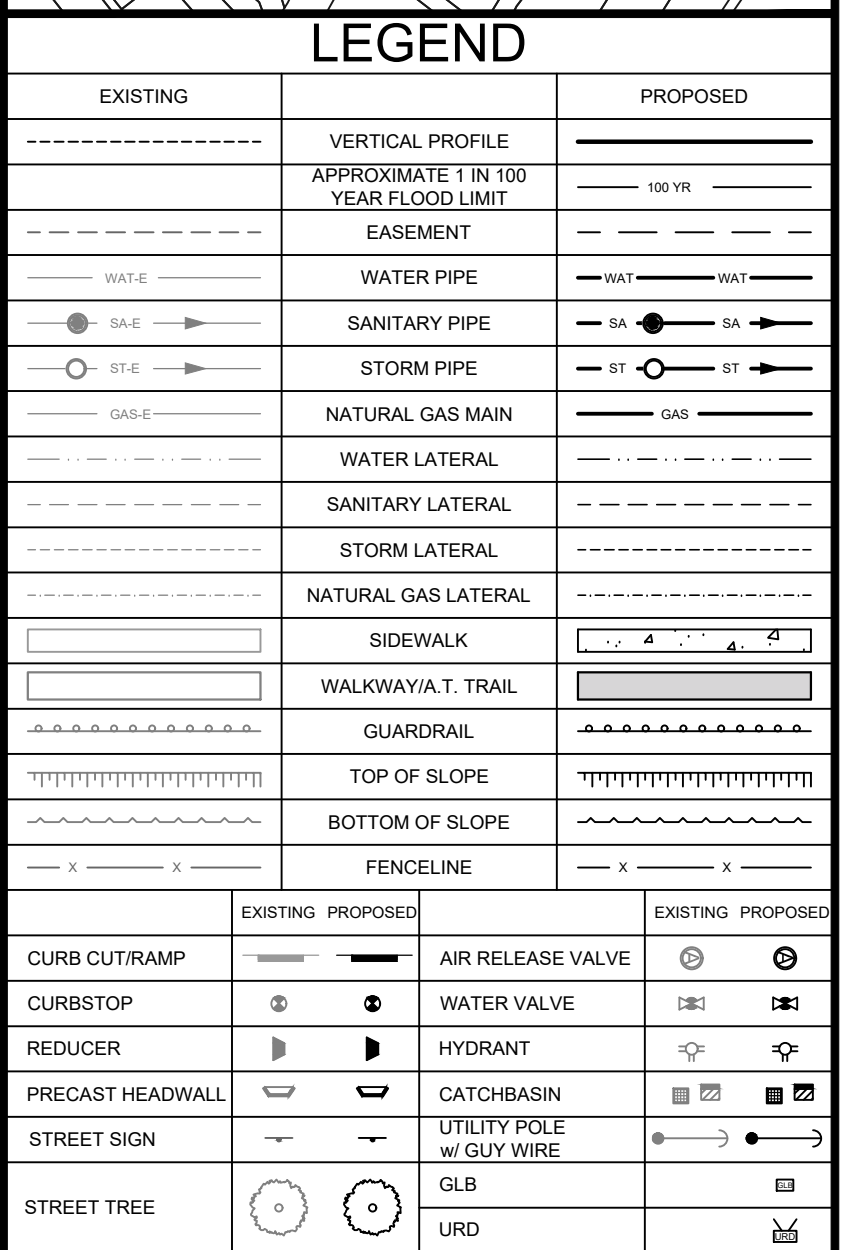 LEGEND
EXISTING PROPOSED
VERTICAL PROFILE
APPROXIMATE 1 IN 100
YEAR FLOOD LIMIT
100 YR
EASEMENT
WAT-E WATER PIPE WAT WAT
SA-E SANITARY PIPE SA SA
ST-E STORM PIPE ST ST
GAS-E NATURAL GAS MAIN GAS
WATER LATERAL
SANITARY LATERAL
STORM LATERAL
NATURAL GAS LATERAL
SIDEWALK
WALKWAY/A.T. TRAIL
GUARDRAIL
TOP OF SLOPE
BOTTOM OF SLOPE
X X FENCELINE X X
EXISTING PROPOSED EXISTING PROPOSED
CURB CUT/RAMP AIR RELEASE VALVE
CURBSTOP WATER VALVE
REDUCER HYDRANT
PRECAST HEADWALL CATCHBASIN
STREET SIGN
UTILITY POLE
w/ GUY WIRE
STREET TREE
GLB GLB
URD URD